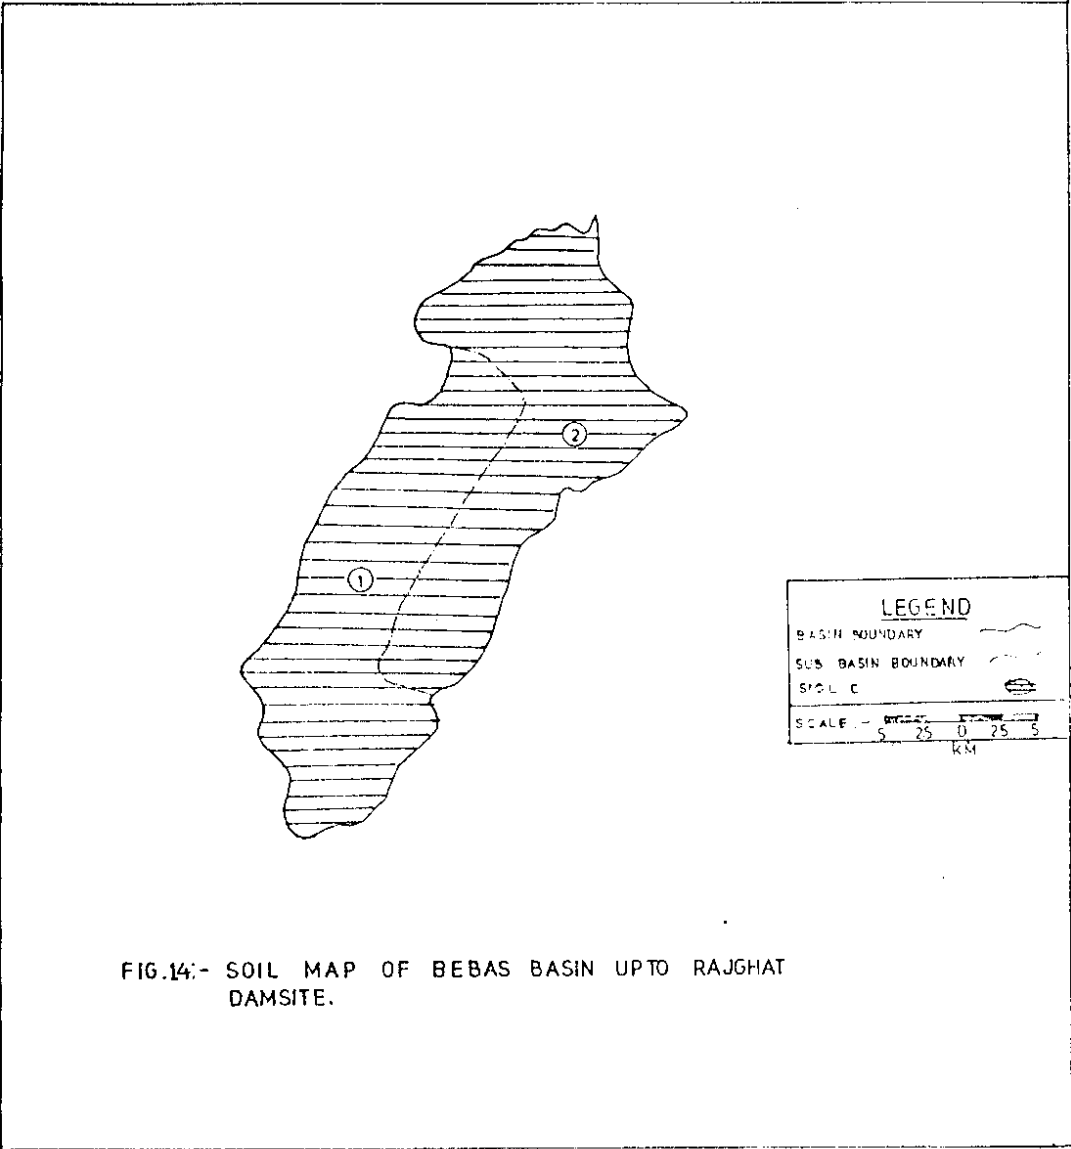 2
1
LEGEND
BASIN BOUNDARY
SUB BASIN BOUNDARY
SOIL C
SCALE :-
5 25 0 25 5
KM
FIG.14:- SOIL MAP OF BEBAS BASIN UPTO RAJGHAT
DAMSITE.